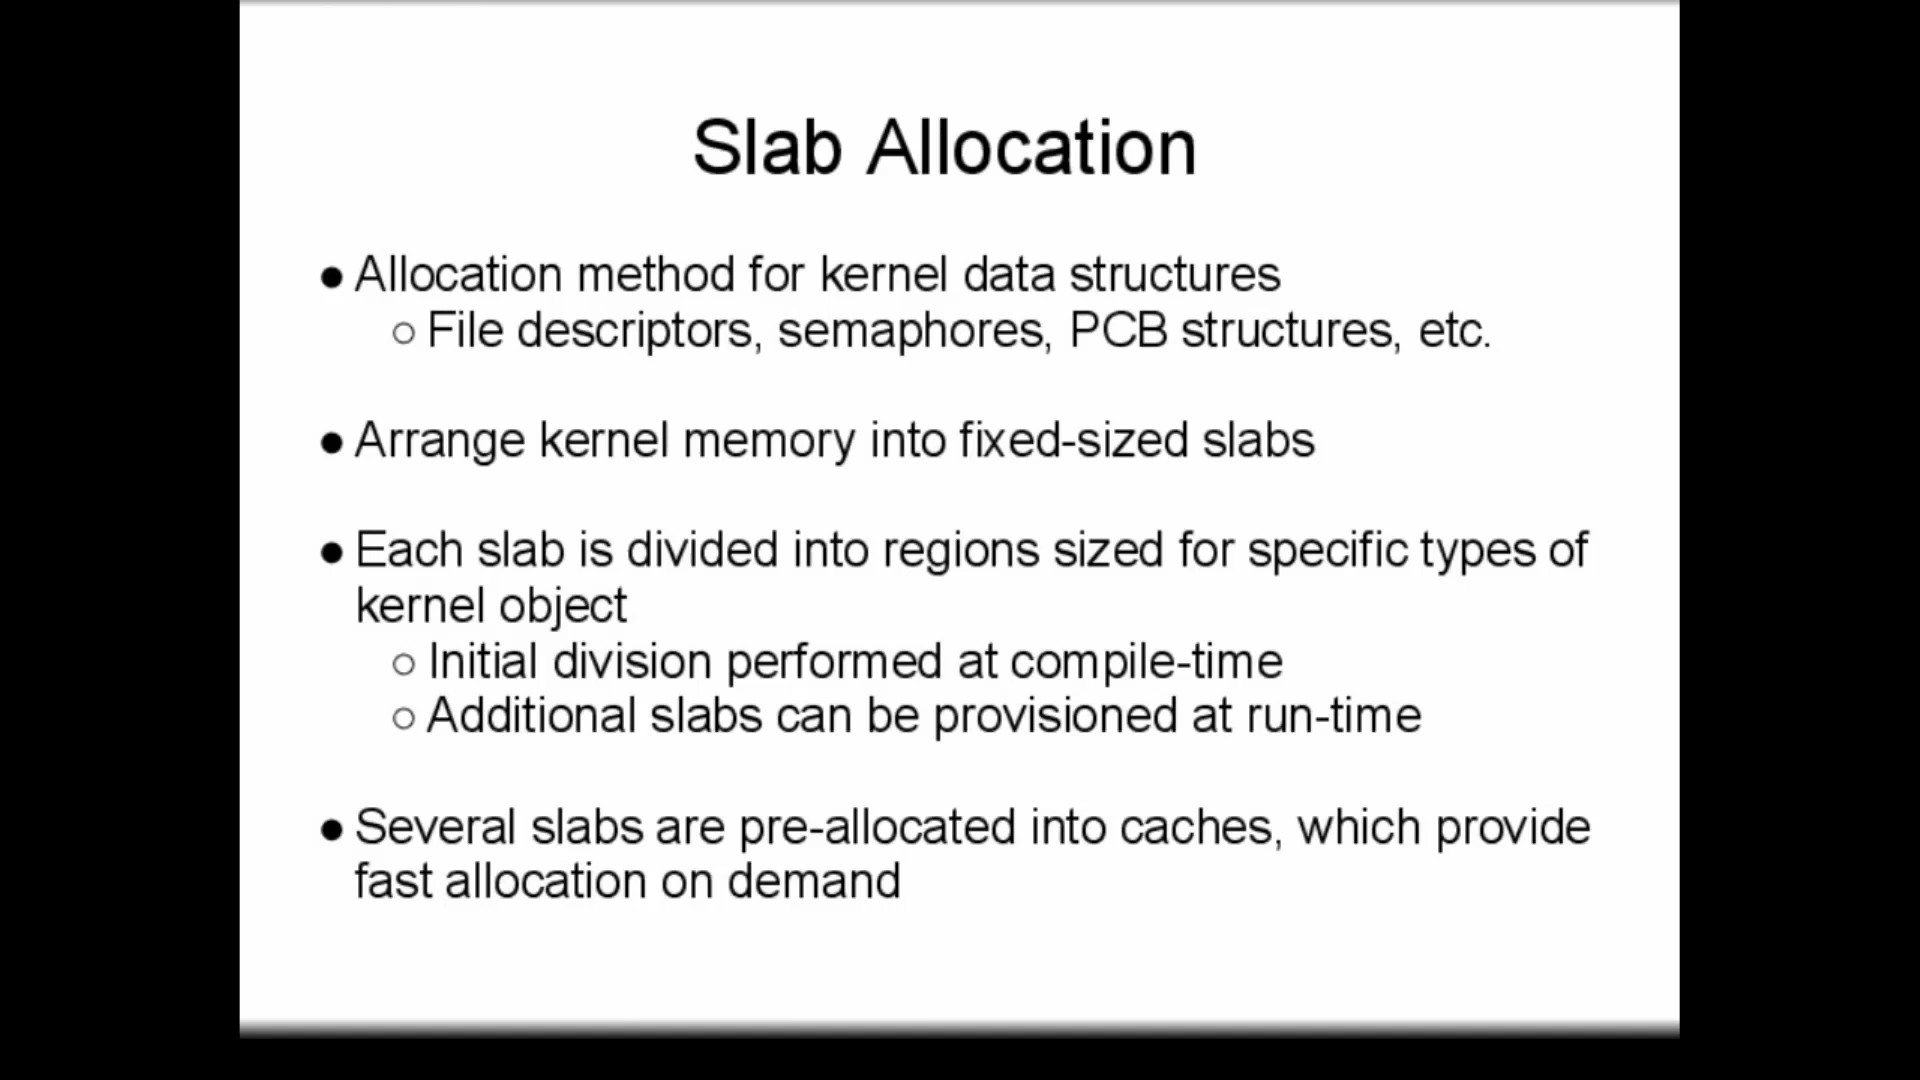 Slab Allocation
● Allocation method for kernel data structures
○ File descriptors, semaphores, PCB structures, etc.
● Arrange kernel memory into fixed-sized slabs
● Each slab is divided into regions sized for specific types of
kernel object
○ Initial division performed at compile-time
○ Additional slabs can be provisioned at run-time
● Several slabs are pre-allocated into caches, which provide
fast allocation on demand